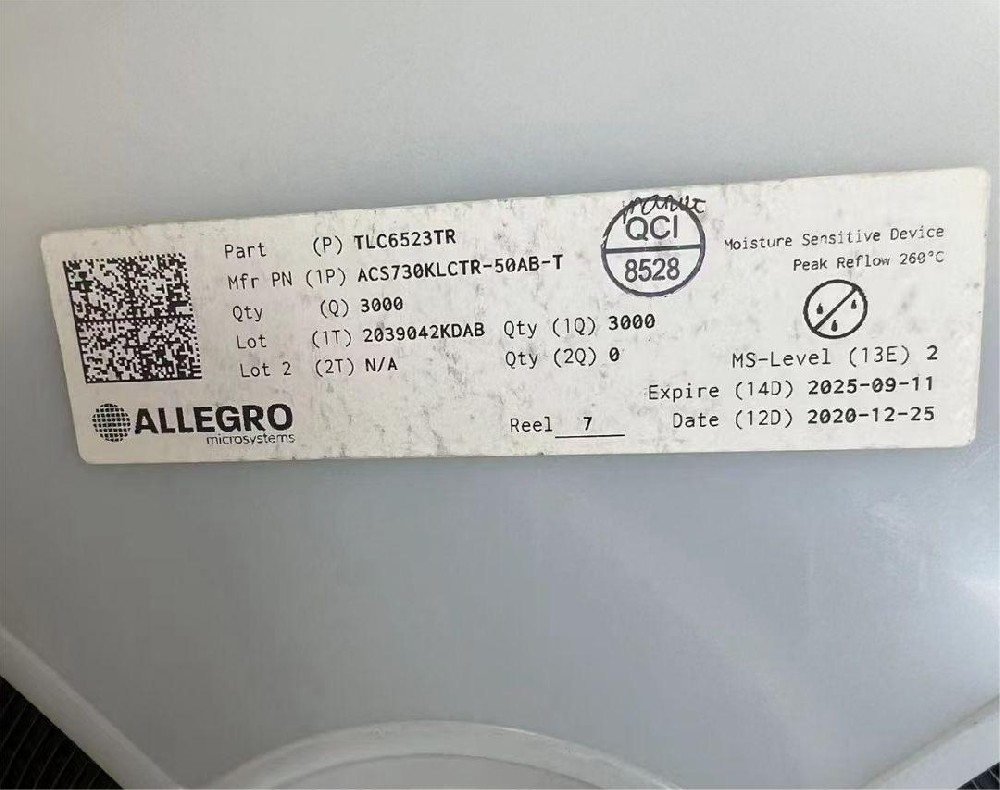 Part (P) TLC6523TR
Mfr PN (1P) ACS730KLCTR-50AB-T
Qty (Q) 3000
Lot (1T) 2039042KDAB Qty (1Q) 3000
Lot 2 (2T) N/A Qty (2Q) 0
ALLEGRO
microsystems
Reel 7
QCI
8528
Moisture Sensitive Device
Peak Reflow 260°C
MS-Level (13E) 2
Expire (14D) 2025-09-11
Date (12D) 2020-12-25